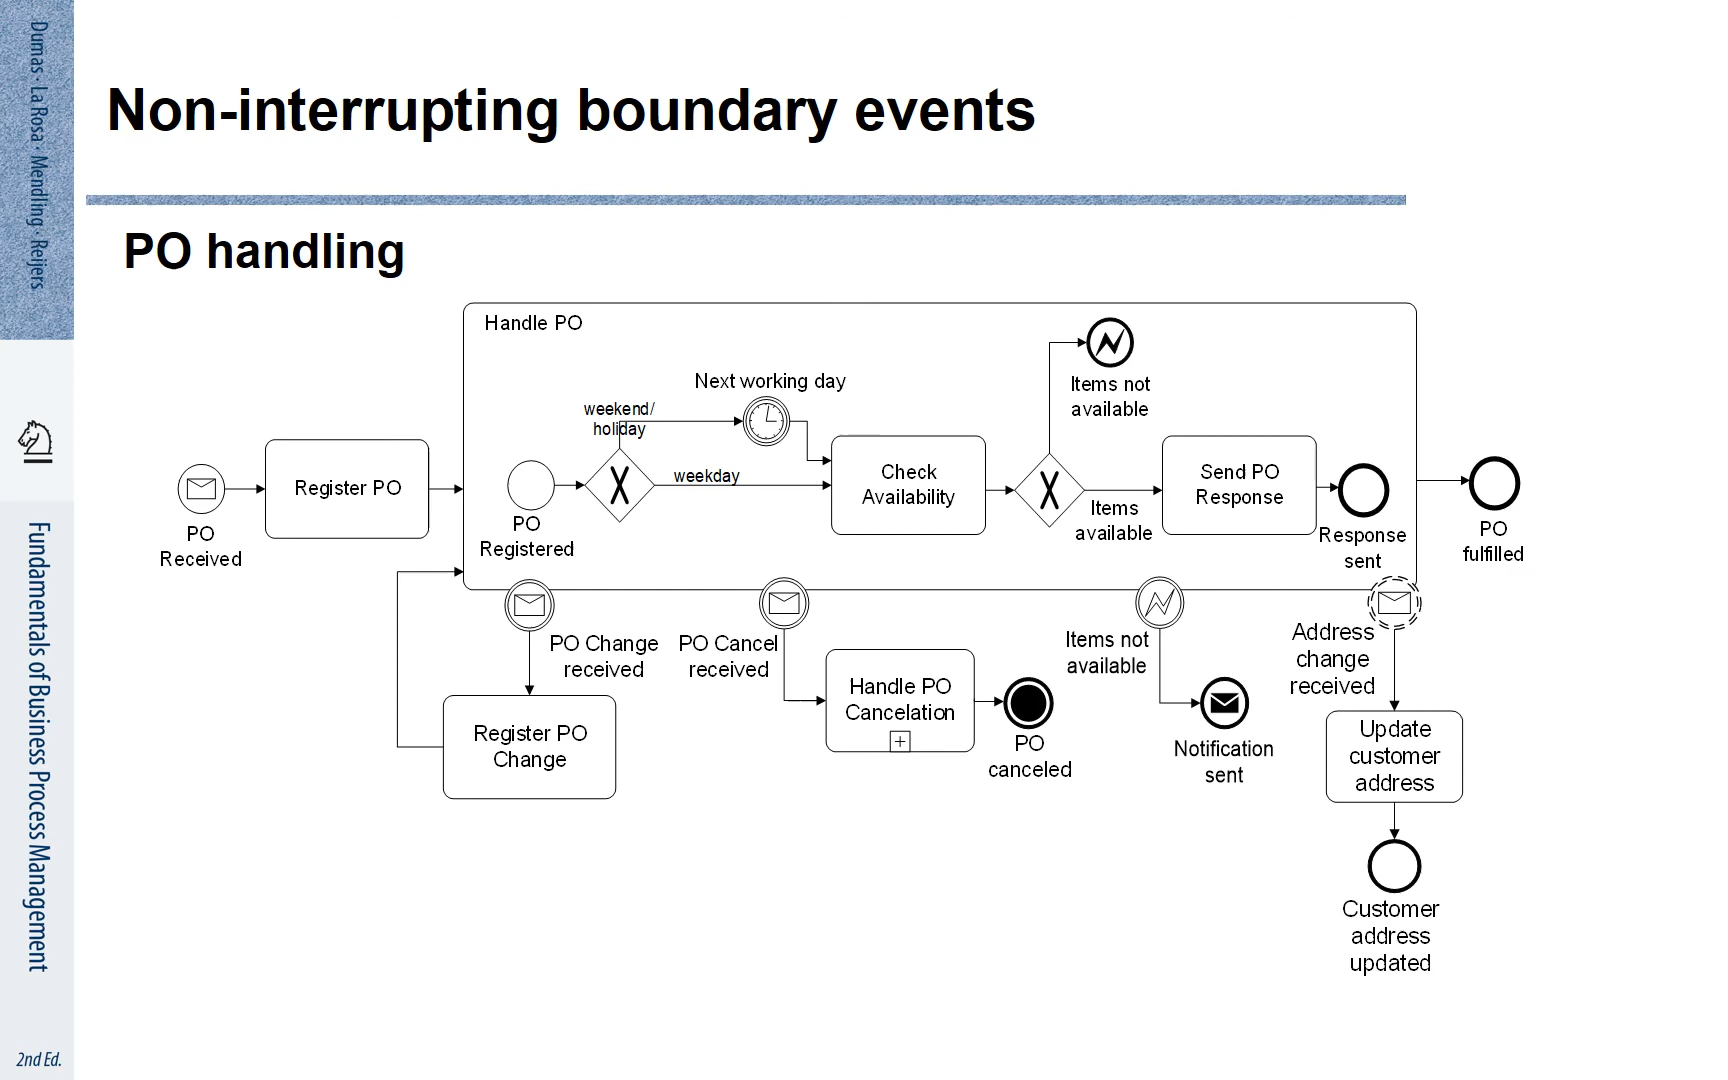 Dumas · La Rosa · Mendling · Reijers
Fundamentals of Business Process Management
2nd Ed.
Non-interrupting boundary events
PO handling
Handle PO
Next working day
weekend/
holiday
weekday
Items not
available
Register PO
Check
Availability
Send PO
Response
PO
Received
PO
Registered
Items
available
Response
sent
PO
fulfilled
PO Change
received
PO Cancel
received
Items not
available
Address
change
received
Register PO
Change
Handle PO
Cancelation
PO
canceled
Notification
sent
Update
customer
address
Customer
address
updated